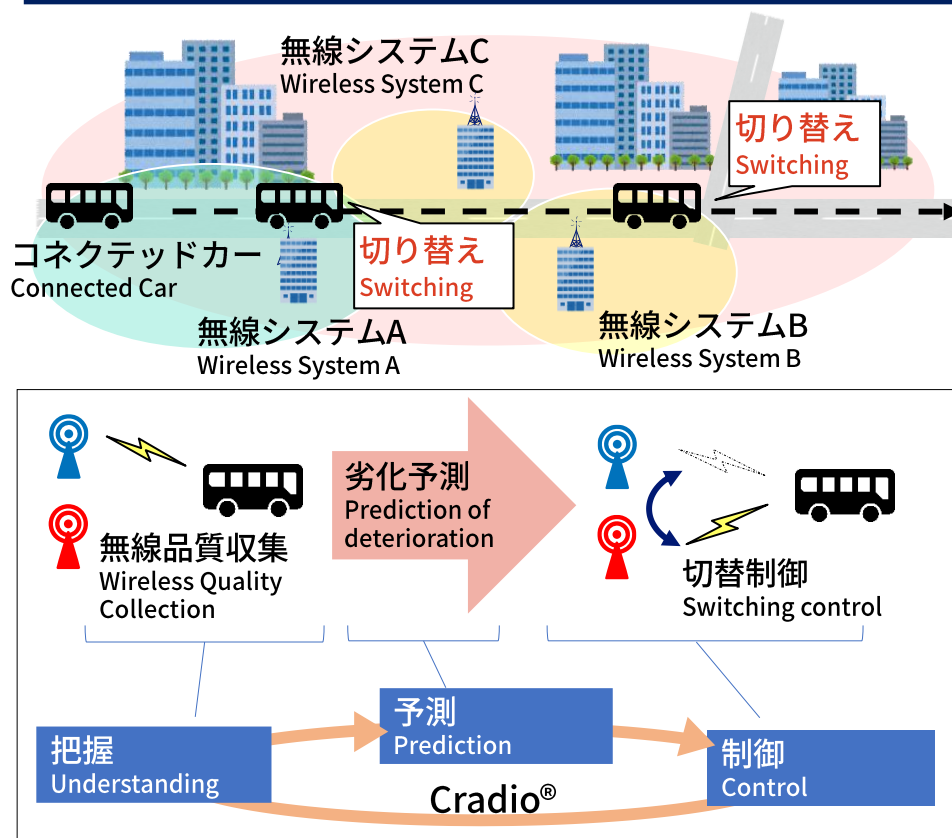 無線システムC
Wireless System C
切り替え
Switching
コネクテッドカー
Connected Car
切り替え
Switching
無線システムA
Wireless System A
無線システムB
Wireless System B
無線品質収集
Wireless Quality
Collection
劣化予測
Prediction of
deterioration
切替制御
Switching control
把握
Understanding
予測
Prediction
制御
Control
Cradio®